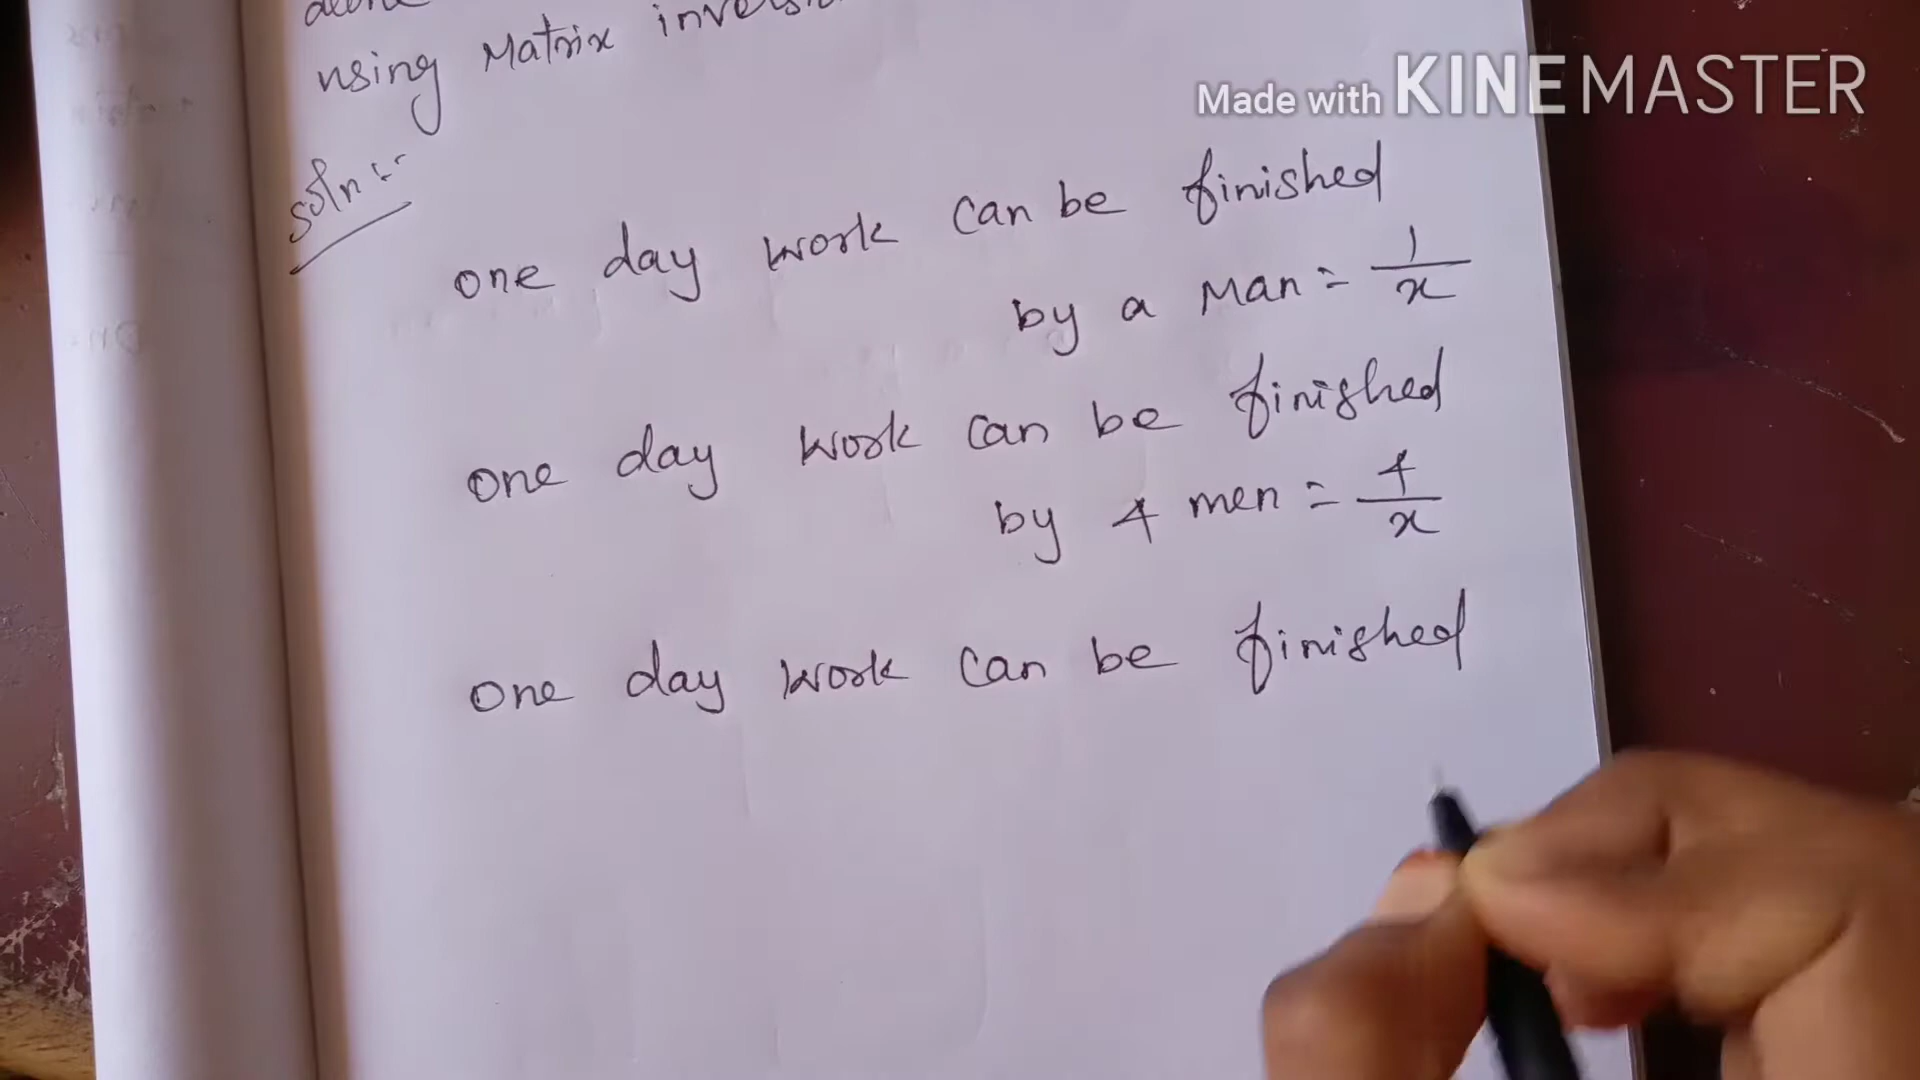 using Matrix
Made with KINEMASTER
Soln :-
one day work can be finished
by a Man = 1/x
one day work can be finished
by 4 men = 4/x
one day work can be finished